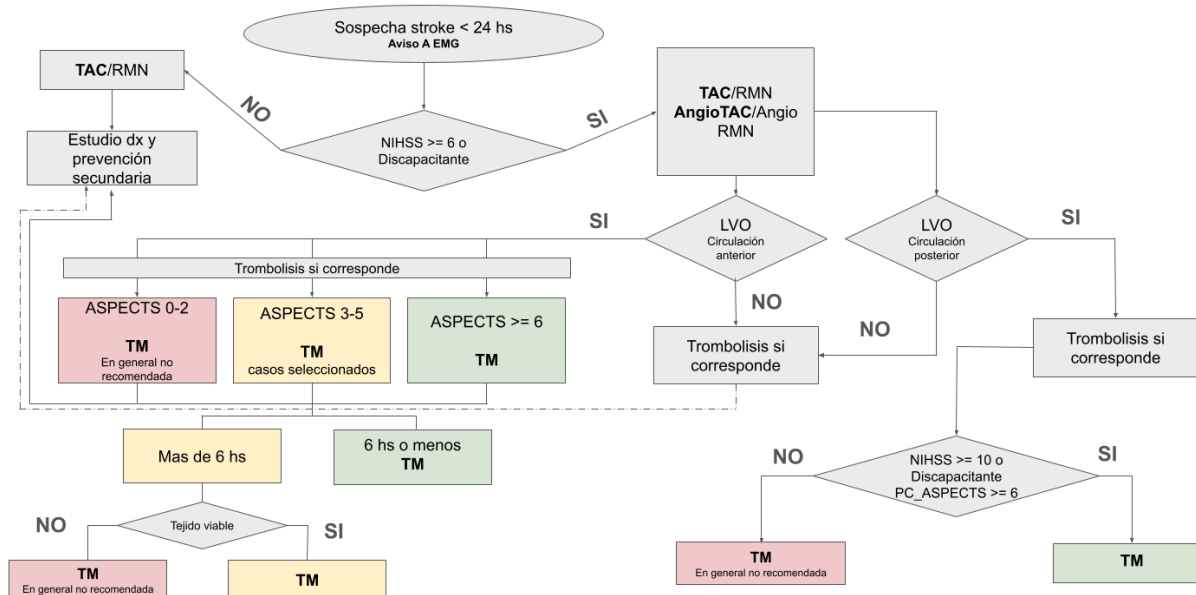 Sospecha stroke < 24 hs
Aviso A EMG
TAC/RMN
NO
SI
TAC/RMN
AngioTAC/Angio
RMN
Estudio dx y
prevención
secundaria
NIHSS >= 6 o
Discapacitante
SI
LVO
Circulación
anterior
LVO
Circulación
posterior
SI
Trombolisis si corresponde
NO
NO
ASPECTS 0-2
TM
En general no
recomendada
ASPECTS 3-5
TM
casos seleccionados
ASPECTS >= 6
TM
Trombolisis si
corresponde
Trombolisis si
corresponde
Mas de 6 hs
6 hs o menos
TM
NO
NIHSS >= 10 o
Discapacitante
PC_ASPECTS >= 6
SI
NO
Tejido viable
SI
TM
En general no recomendada
TM
TM
En general no recomendada
TM